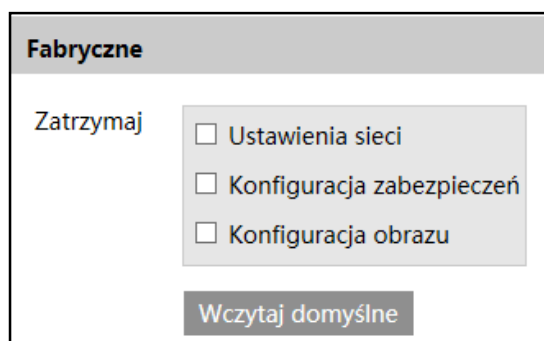 Fabryczne
Zatrzymaj
Ustawienia sieci
Konfiguracja zabezpieczeń
Konfiguracja obrazu
Wczytaj domyślne